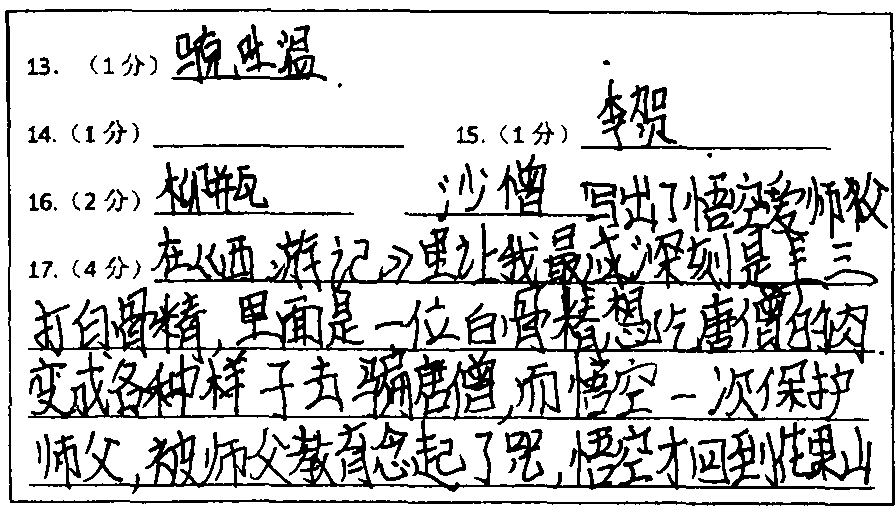 13. （1分）
14.（1分） 15.（1分）李贺
16.（2分） 柳瓶 沙僧 写出了悟空爱师父
17.（4分）在《西游记》里让我最成深刻是三
打白骨精,里面是一位白骨精想吃唐僧的肉
变成各种样子去骗唐僧,而悟空一次保护
师父,被师父教育念起了咒,悟空才回到花果山